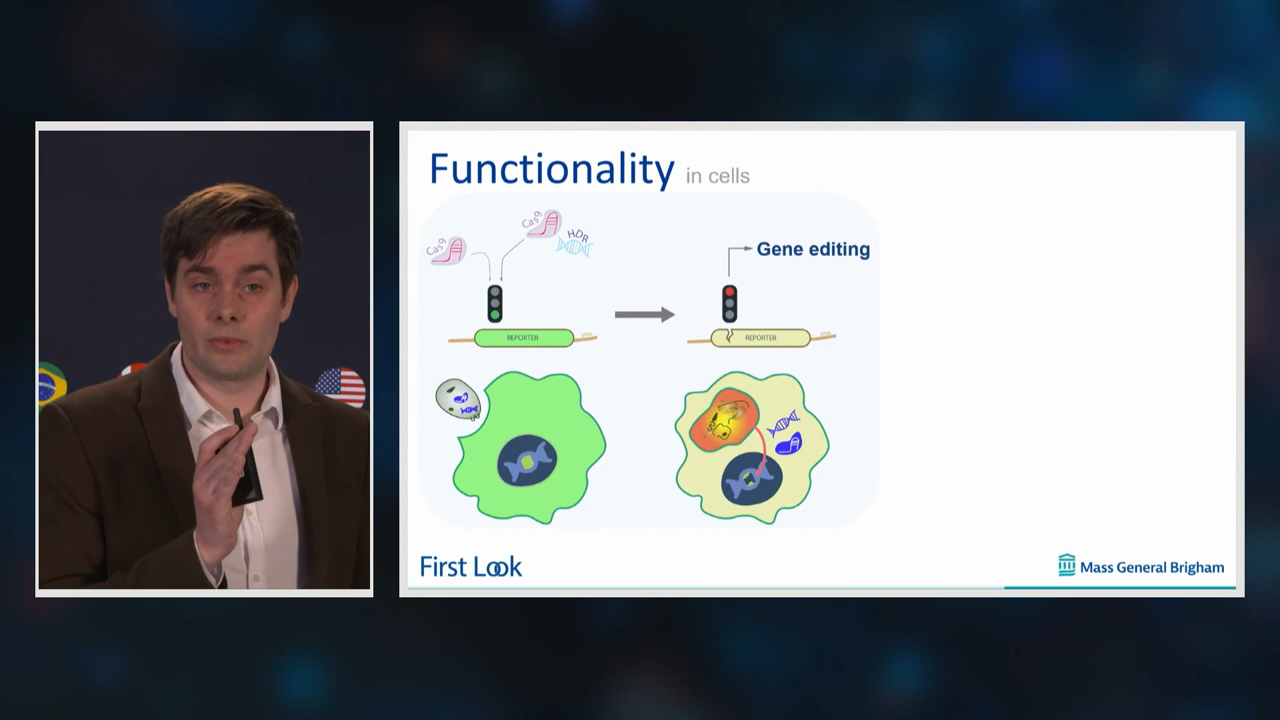 Functionality in cells
Cas9
Cas9
HDR
Gene editing
REPORTER
REPORTER
First Look
Mass General Brigham